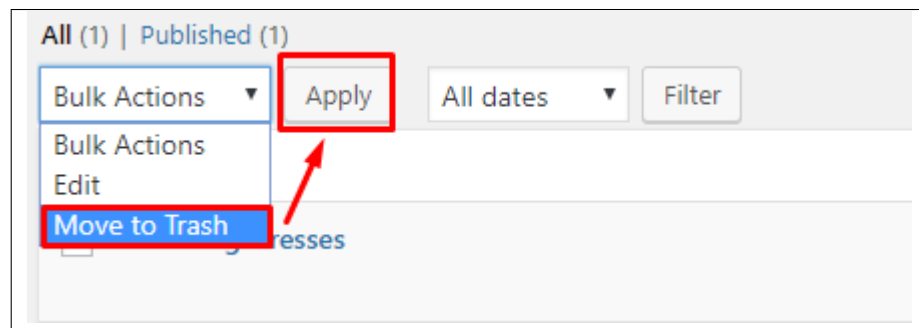 All (1) | Published (1)
Bulk Actions Apply All dates Filter
Bulk Actions
Edit
Move to Trash